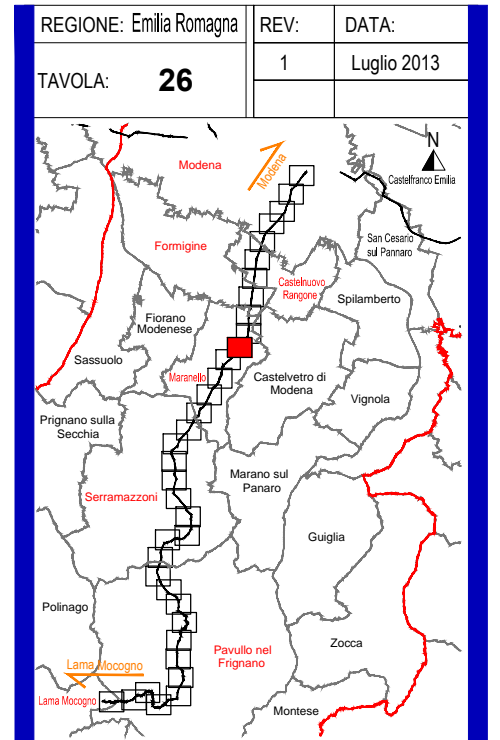 REGIONE: Emilia Romagna
REV:
DATA:
TAVOLA: 26
1
Luglio 2013
N
Modena
Modena
Castelfranco Emilia
Formigine
San Cesario
sul Pannaro
Castelnuovo
Rangone
Spilamberto
Fiorano
Modenese
Sassuolo
Maranello
Castelvetro di
Modena
Vignola
Prignano sulla
Secchia
Marano sul
Panaro
Serramazzoni
Guiglia
Polinago
Pavullo nel
Frignano
Zocca
Lama Mocogno
Lama Mocogno
Montese